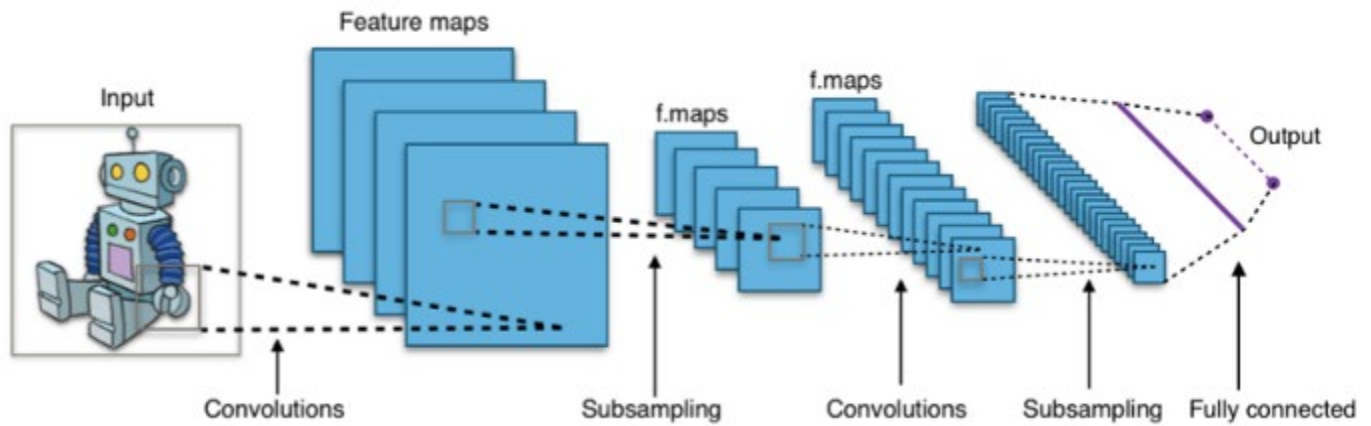 Feature maps
Input
f.maps
f.maps
Output
Convolutions
Subsampling
Convolutions
Subsampling
Fully connected